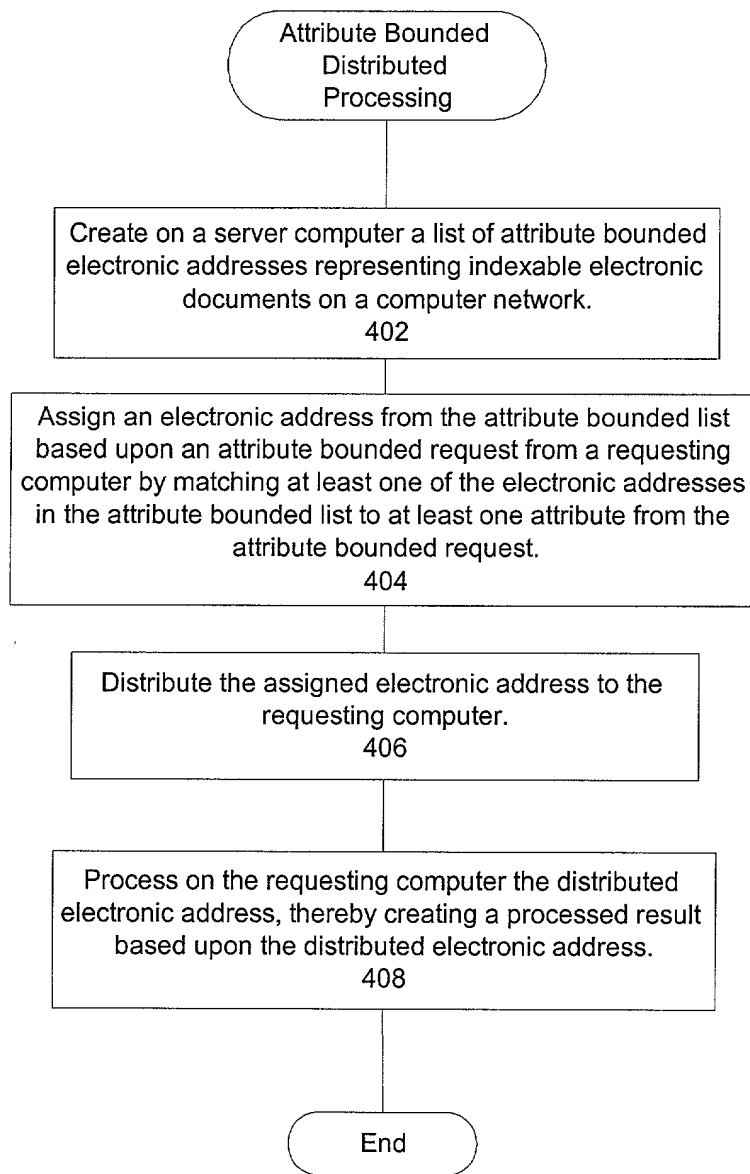 Attribute Bounded
Distributed
Processing
Create on a server computer a list of attribute bounded
electronic addresses representing indexable electronic
documents on a computer network.
402
Assign an electronic address from the attribute bounded list
based upon an attribute bounded request from a requesting
computer by matching at least one of the electronic addresses
in the attribute bounded list to at least one attribute from the
attribute bounded request.
404
Distribute the assigned electronic address to the
requesting computer.
406
Process on the requesting computer the distributed
electronic address, thereby creating a processed result
based upon the distributed electronic address.
408
End